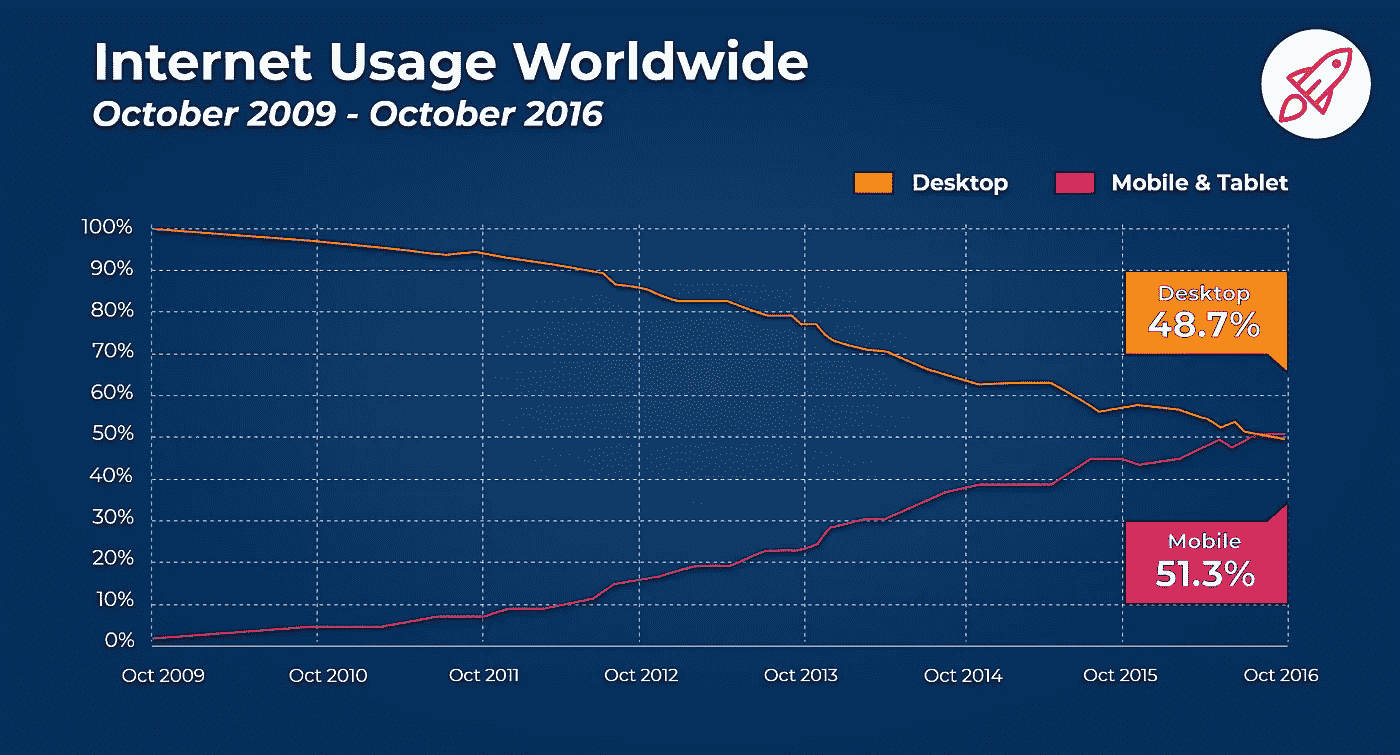 Internet Usage Worldwide
October 2009 - October 2016
Desktop
Mobile & Tablet
100%
90%
80%
70%
60%
50%
40%
30%
20%
10%
0%
Desktop
48.7%
Mobile
51.3%
Oct 2009
Oct 2010
Oct 2011
Oct 2012
Oct 2013
Oct 2014
Oct 2015
Oct 2016